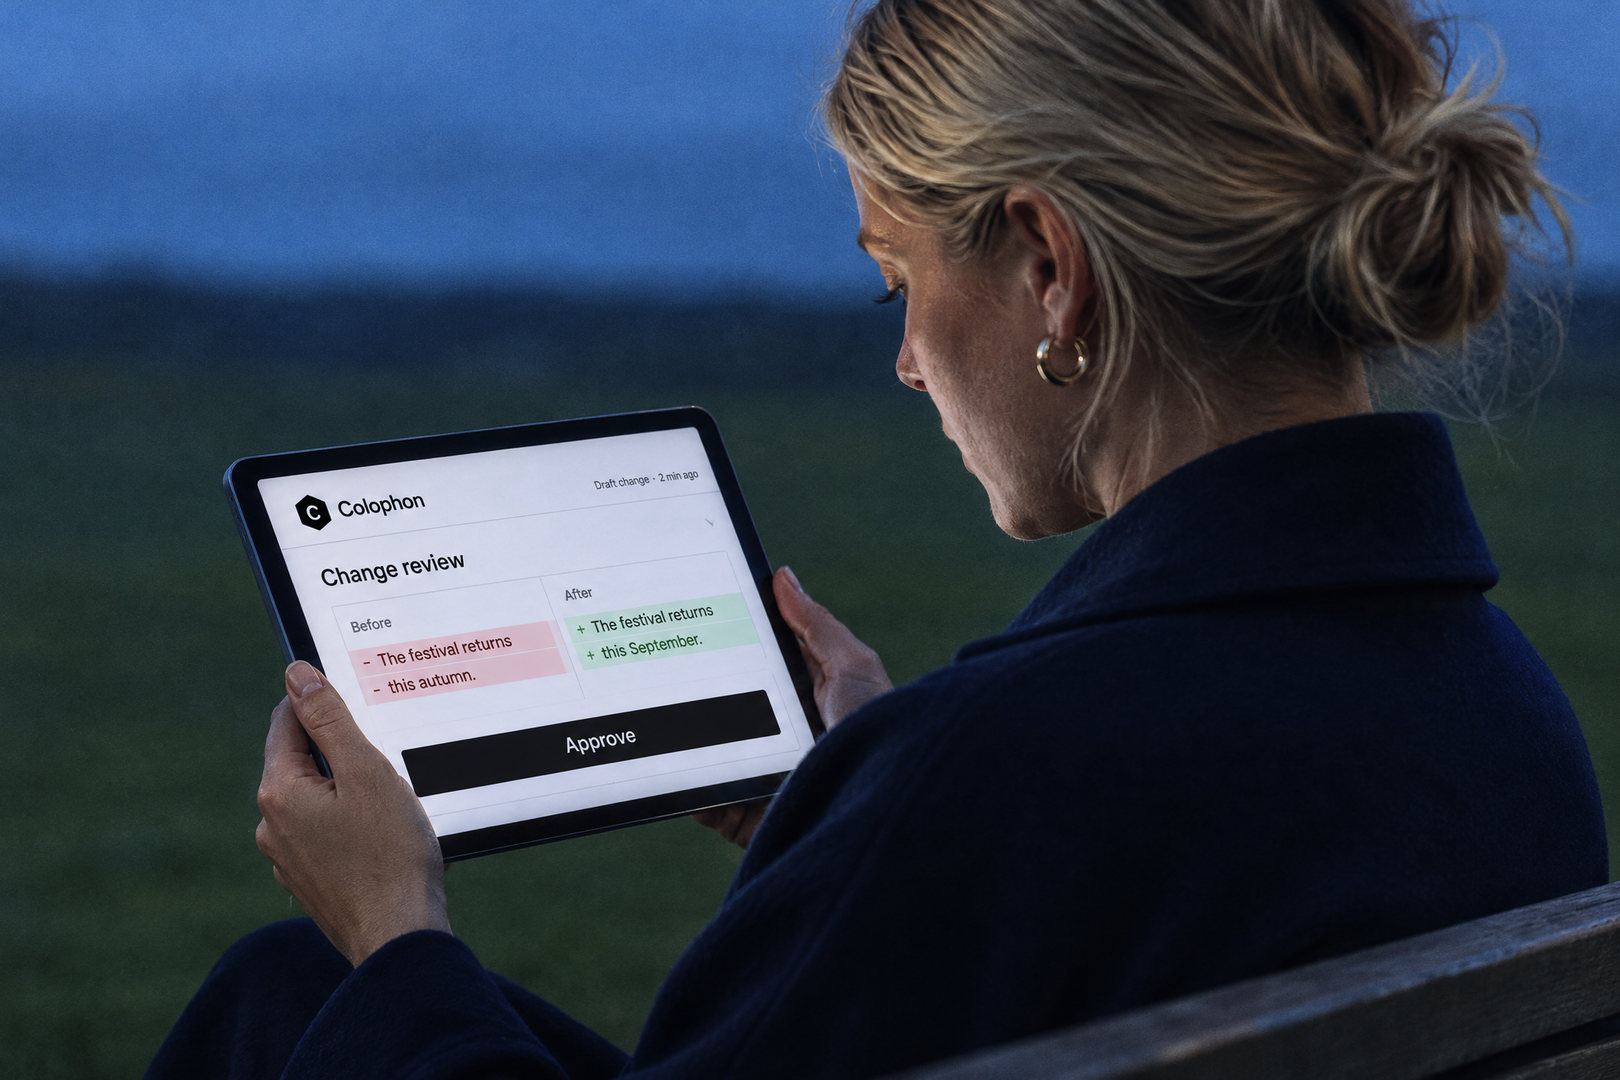 C Colophon
Draft change · 2 min ago
Change review
Before
- The festival returns
- this autumn.
After
+ The festival returns
+ this September.
Approve